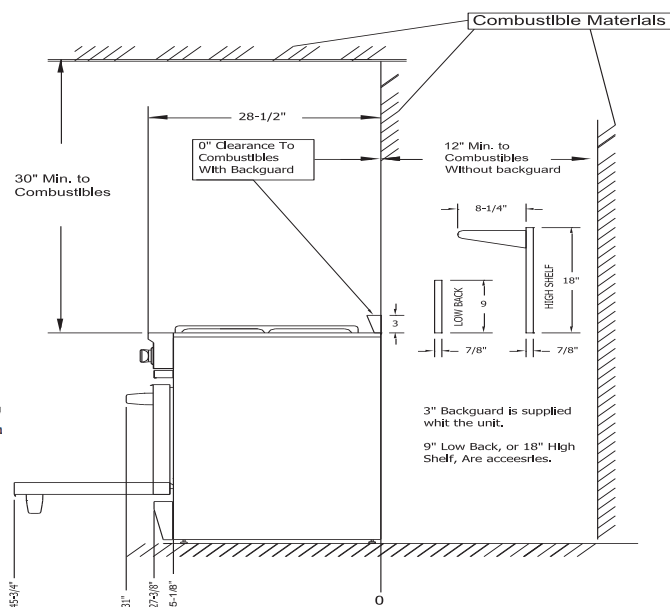 Combustible Materials
28-1/2"
0" Clearance To
Combustibles
With Backguard
12" Min. to
Combustibles
Without backguard
30" Min. to
Combustibles
8-1/4"
HIGH SHELF
18"
LOW BACK
9
3
7/8"
7/8"
3" Backguard is supplied
whit the unit.
9" Low Back, or 18" High
Shelf, Are acceesries.
45-3/4"
31"
27-3/8"
5-1/8"
0